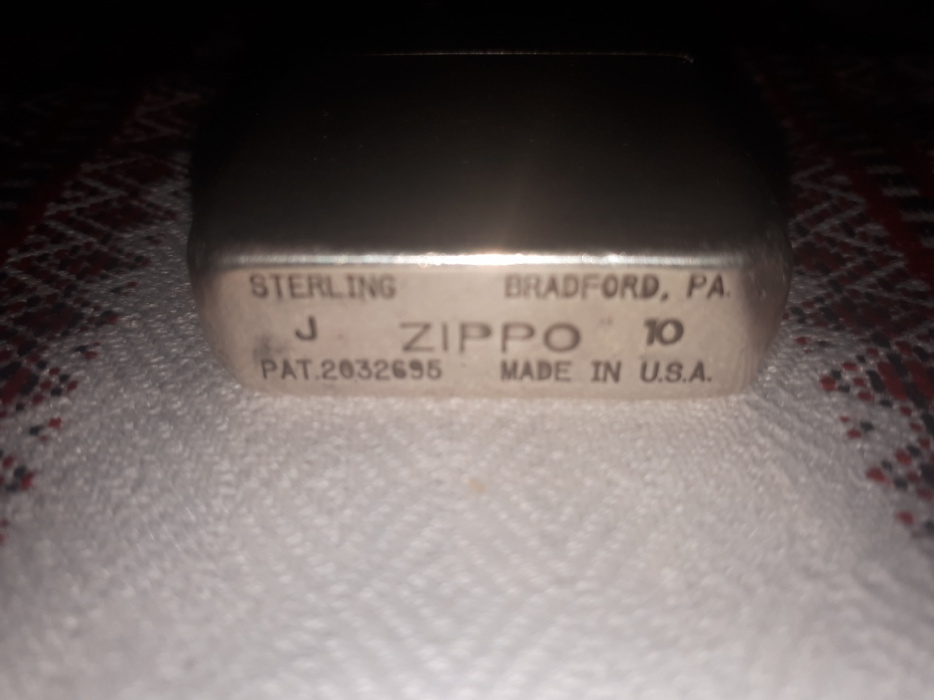 STERLING BRADFORD, PA.
J ZIPPO 10
PAT.2032695 MADE IN U.S.A.